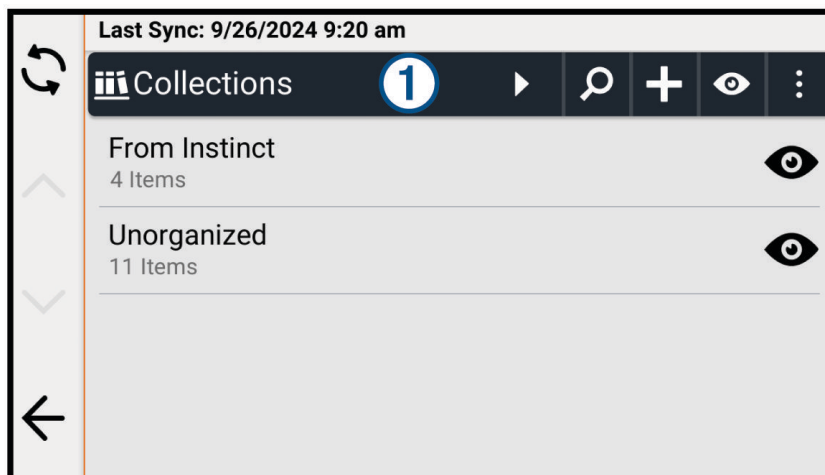 Last Sync: 9/26/2024 9:20 am
Collections 1
From Instinct
4 Items
Unorganized
11 Items